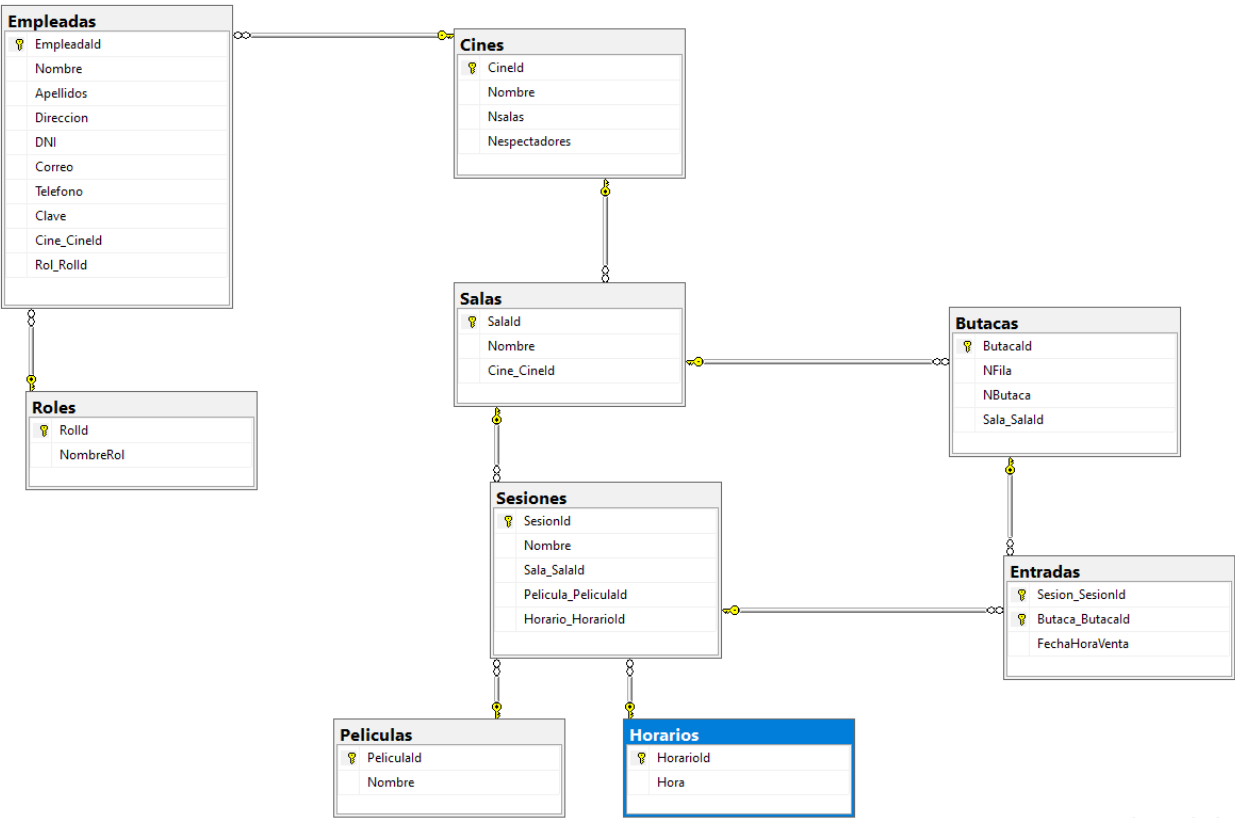 Empleadas
EmpleadaId
Nombre
Apellidos
Direccion
DNI
Correo
Telefono
Clave
Cine_CineId
Rol_RolId
Cines
CineId
Nombre
Nsalas
Nespectadores
Salas
SalaId
Nombre
Cine_CineId
Butacas
ButacaId
NFila
NButaca
Sala_SalaId
Roles
RolId
NombreRol
Sesiones
SesionId
Nombre
Sala_SalaId
Pelicula_PeliculaId
Horario_HorarioId
Entradas
Sesion_SesionId
Butaca_ButacaId
FechaHoraVenta
Peliculas
PeliculaId
Nombre
Horarios
HorarioId
Hora